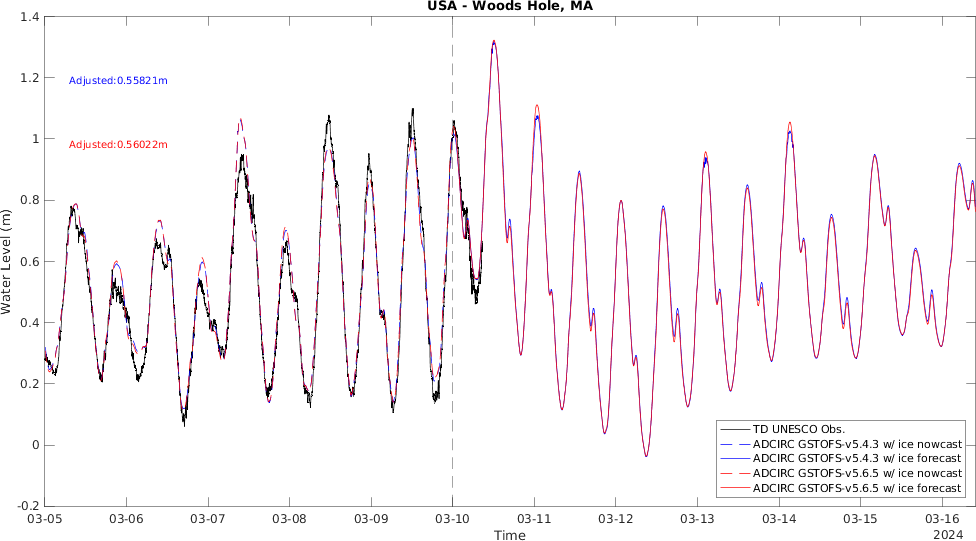 USA - Woods Hole, MA
1.4
1.2
1
0.8
0.6
0.4
0.2
0
-0.2
Water Level (m)
Adjusted:0.55821m
Adjusted:0.56022m
TD UNESCO Obs.
ADCIRC GSTOFS-v5.4.3 w/ ice nowcast
ADCIRC GSTOFS-v5.4.3 w/ ice forecast
ADCIRC GSTOFS-v5.6.5 w/ ice nowcast
ADCIRC GSTOFS-v5.6.5 w/ ice forecast
03-05 03-06 03-07 03-08 03-09 03-10 03-11 03-12 03-13 03-14 03-15 03-16
Time
2024